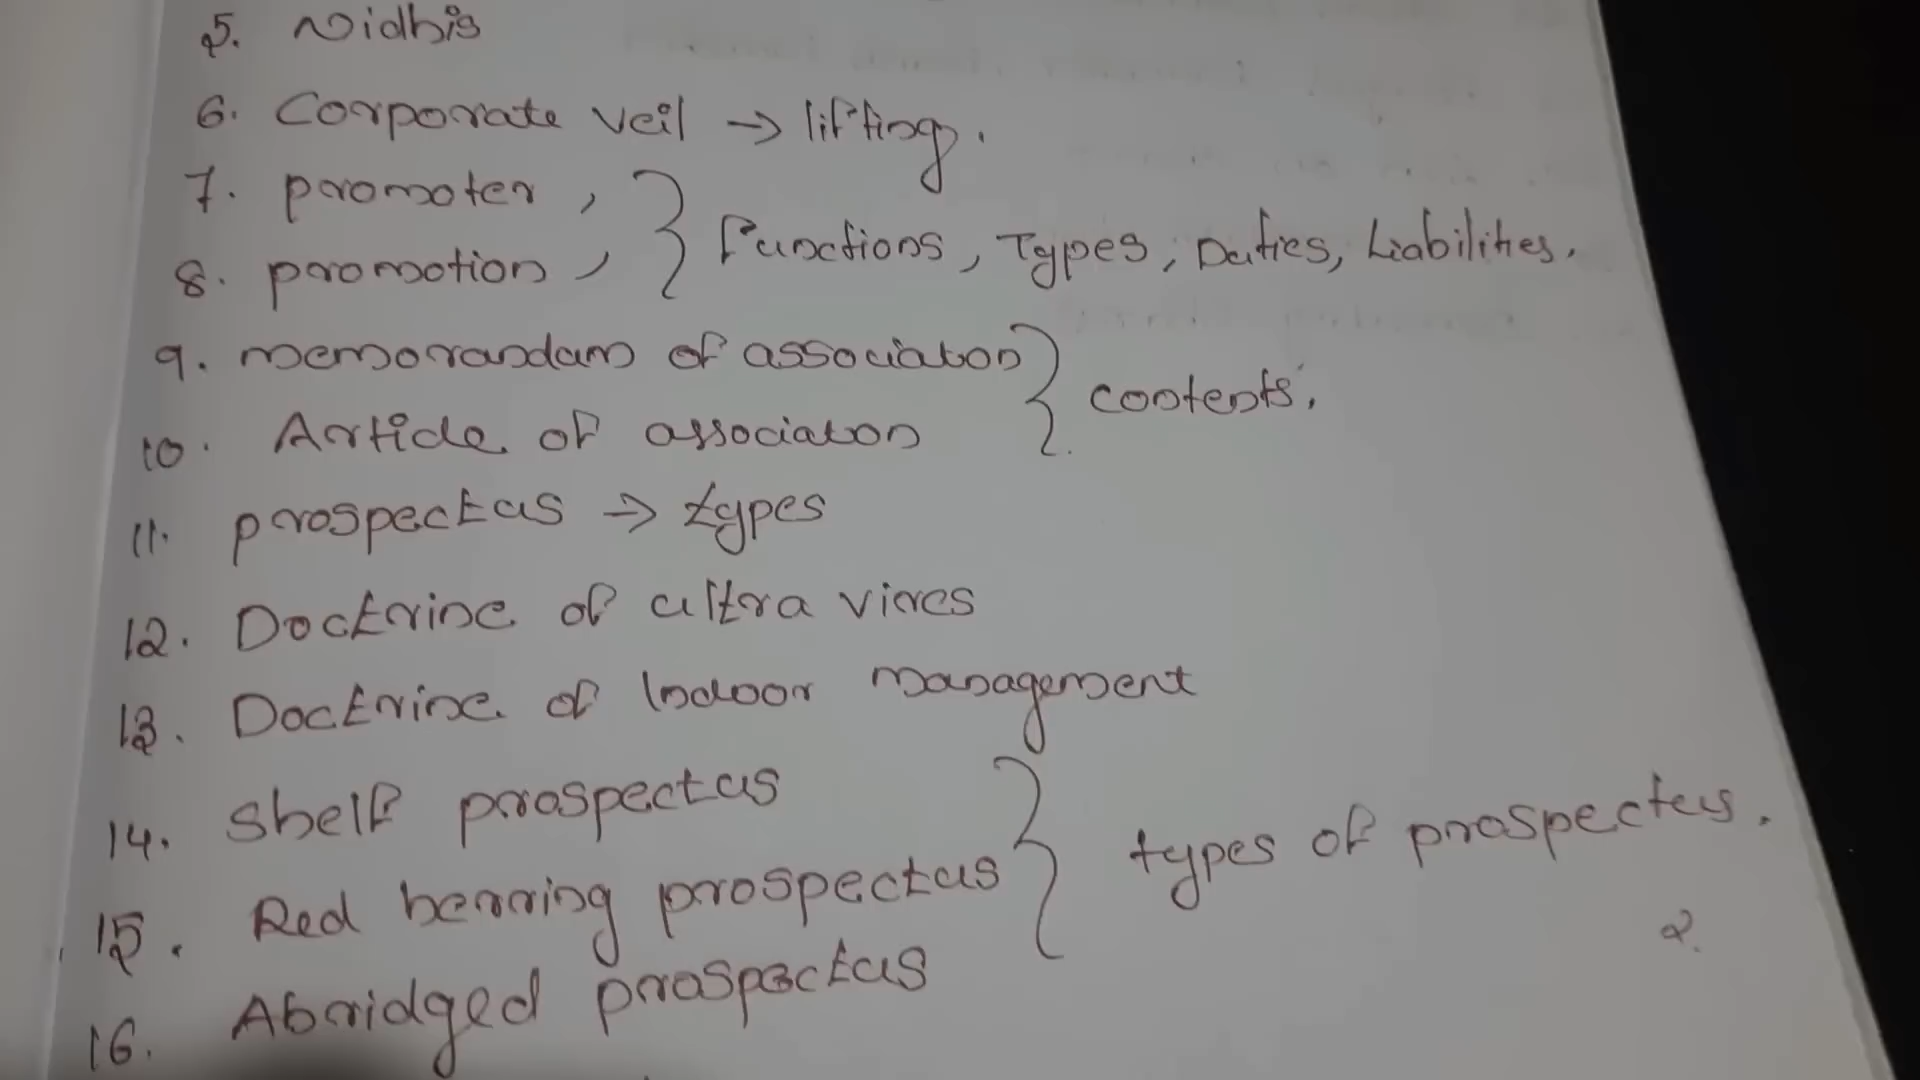 5. Nidhis
6. Corporate veil → lifting.
7. promoter,
8. promotion, } functions, Types, Duties, Liabilities.
9. memorandum of association
10. Article of association } contents.
11. prospectus → types
12. Doctrine of ultra vires
13. Doctrine of Indoor management
14. Shelf prospectus
15. Red herring prospectus } types of prospectus.
16. Abridged prospectus
2.